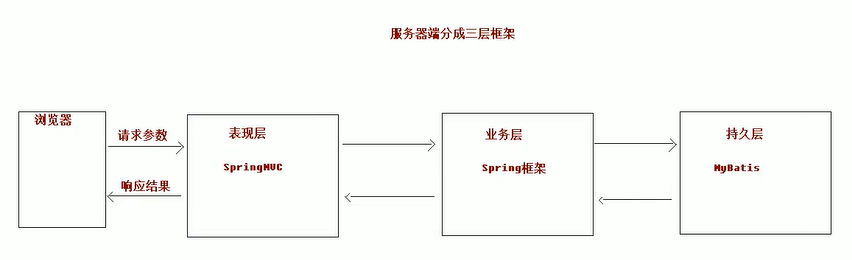 服务器端分成三层框架
浏览器
请求参数
响应结果
表现层
SpringMVC
业务层
Spring框架
持久层
MyBatis